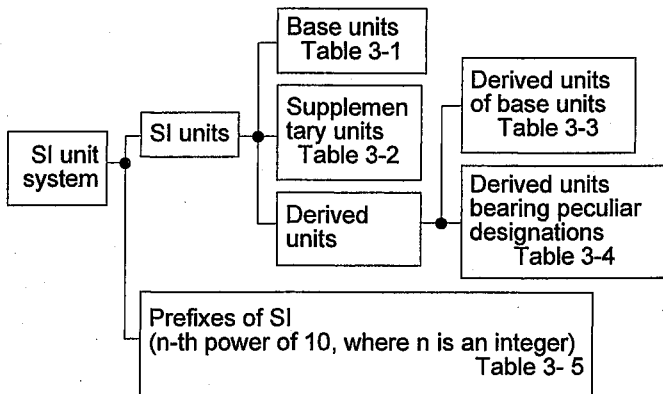 Base units
Table 3-1
Supplemen
tary units
Table 3-2
Derived
units
Derived units
of base units
Table 3-3
Derived units
bearing peculiar
designations
Table 3-4
SI units
SI unit
system
Prefixes of SI
(n-th power of 10, where n is an integer)
Table 3- 5